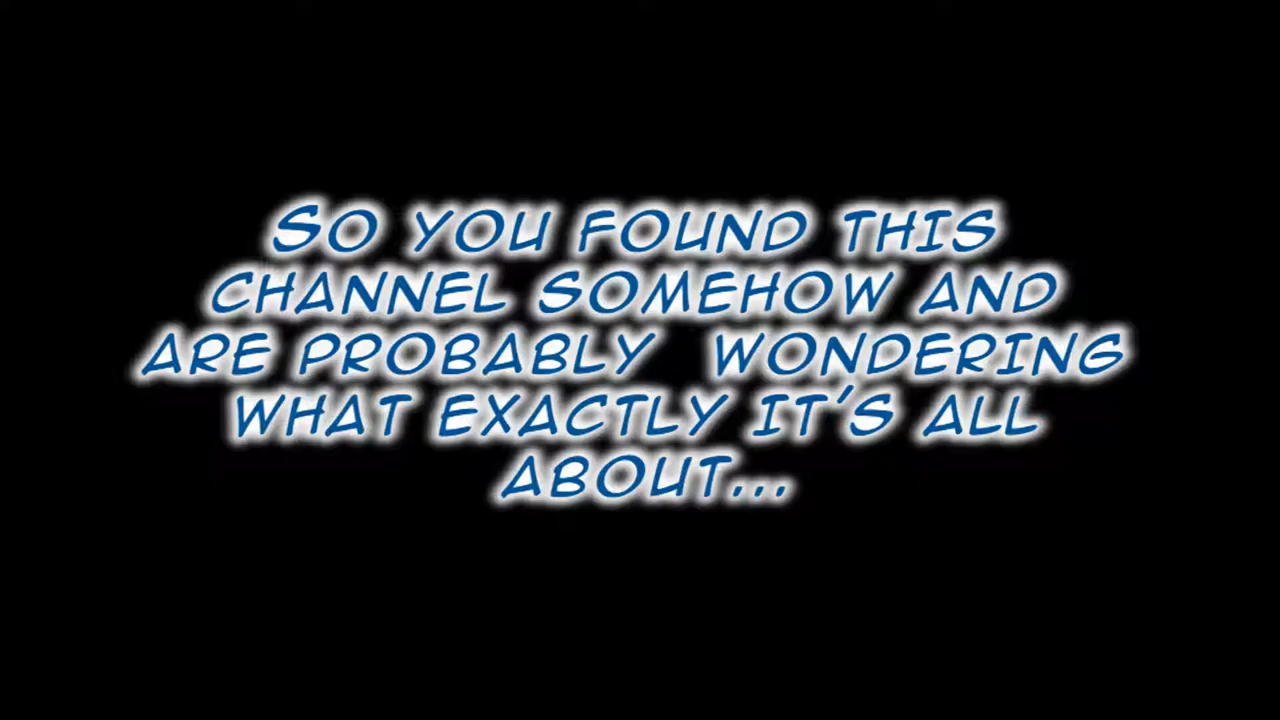 So you found this
channel somehow and
are probably  wondering
what exactly it's all
about...